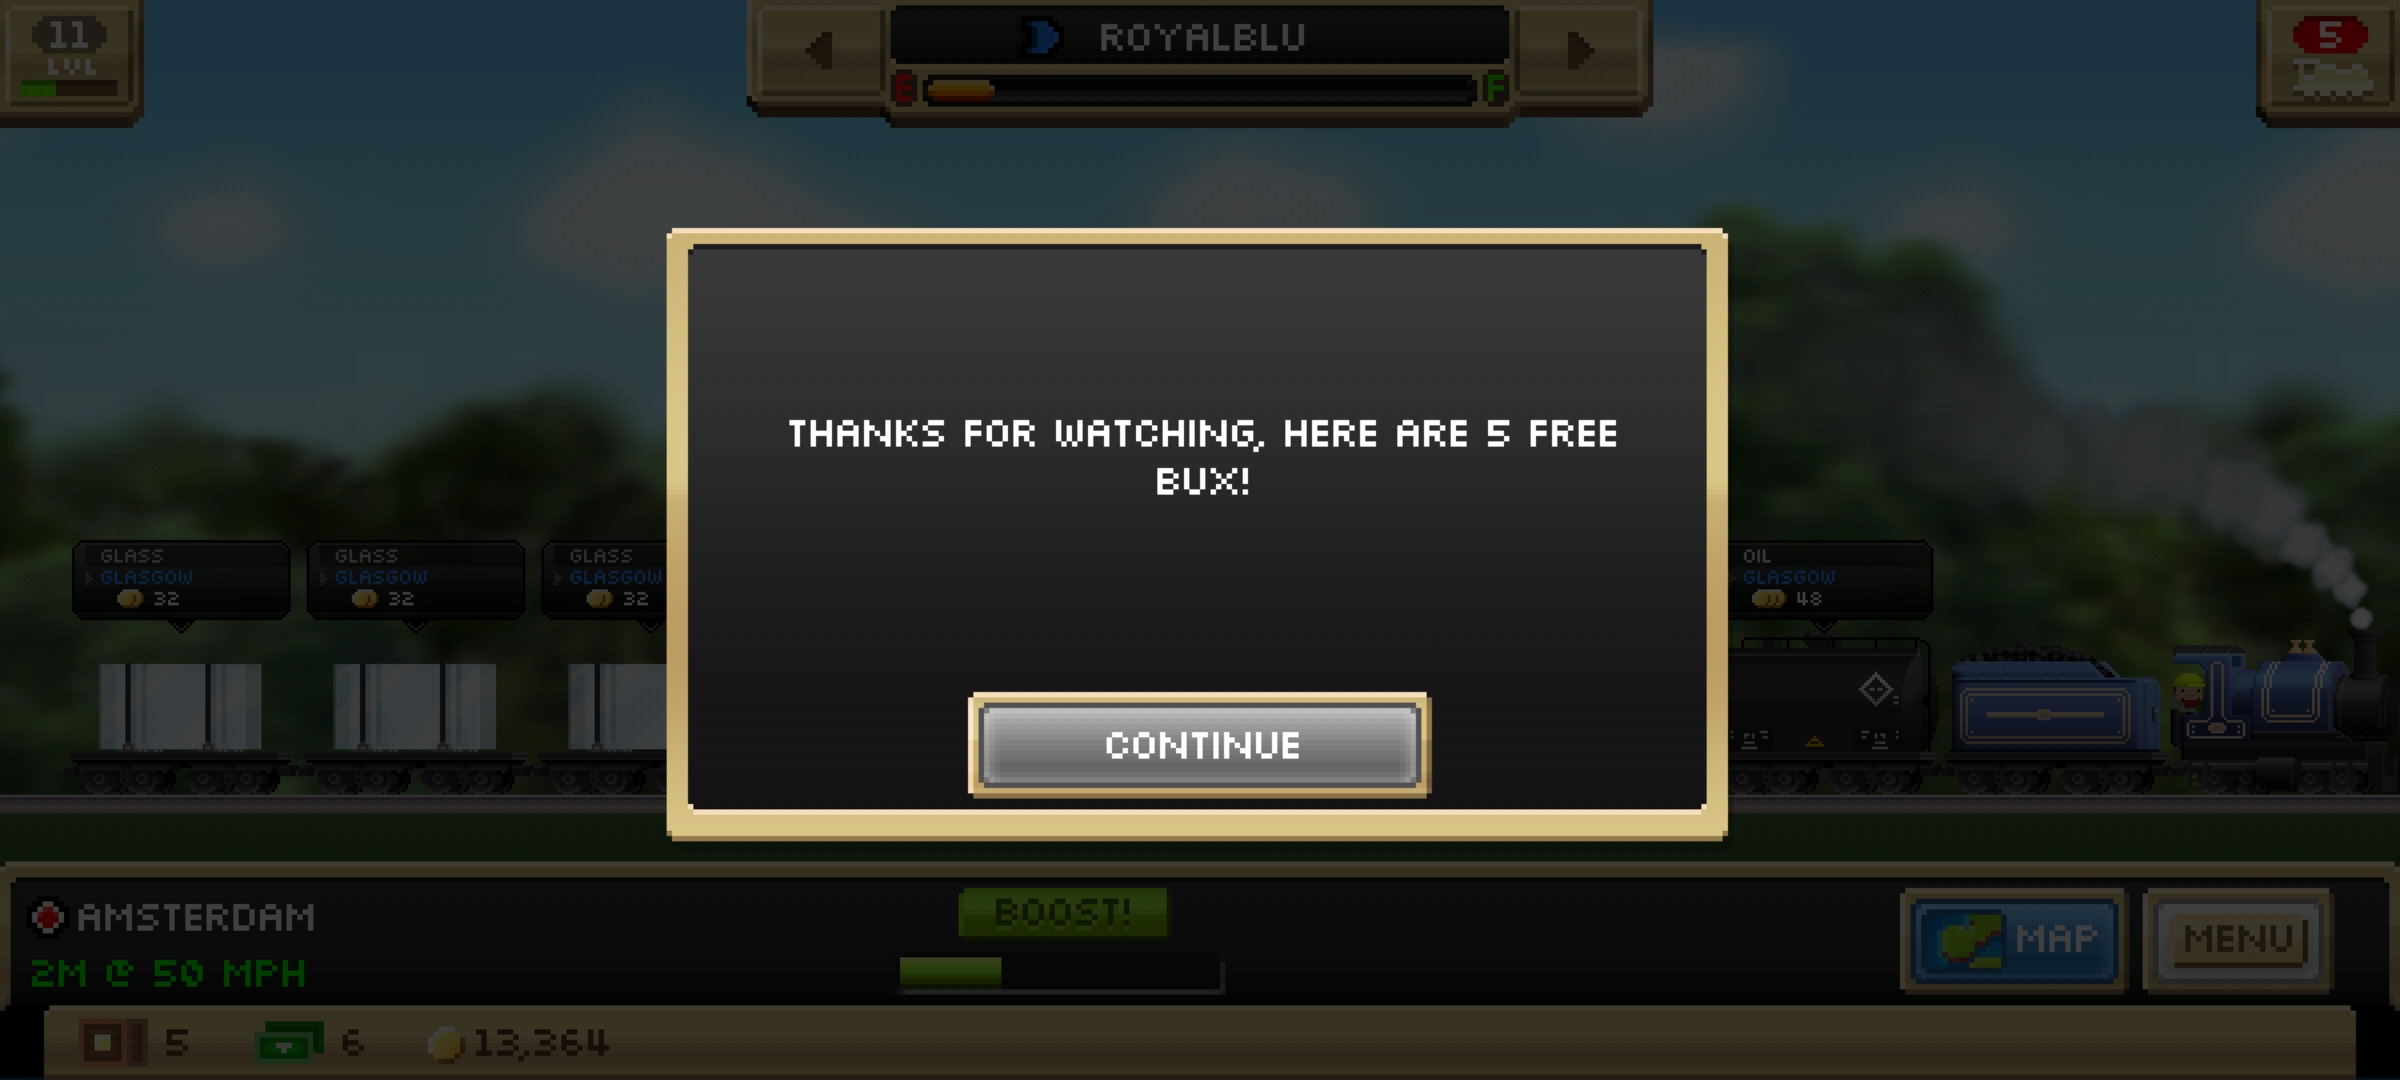 11
LVL
ROYALBLU
E F
5
THANKS FOR WATCHING, HERE ARE 5 FREE
BUX!
GLASS
GLASGOW
32
GLASS
GLASGOW
32
GLASS
GLASGOW
32
OIL
GLASGOW
48
CONTINUE
AMSTERDAM
2M @ 50 MPH
BOOST!
MAP
MENU
5 6 13,364